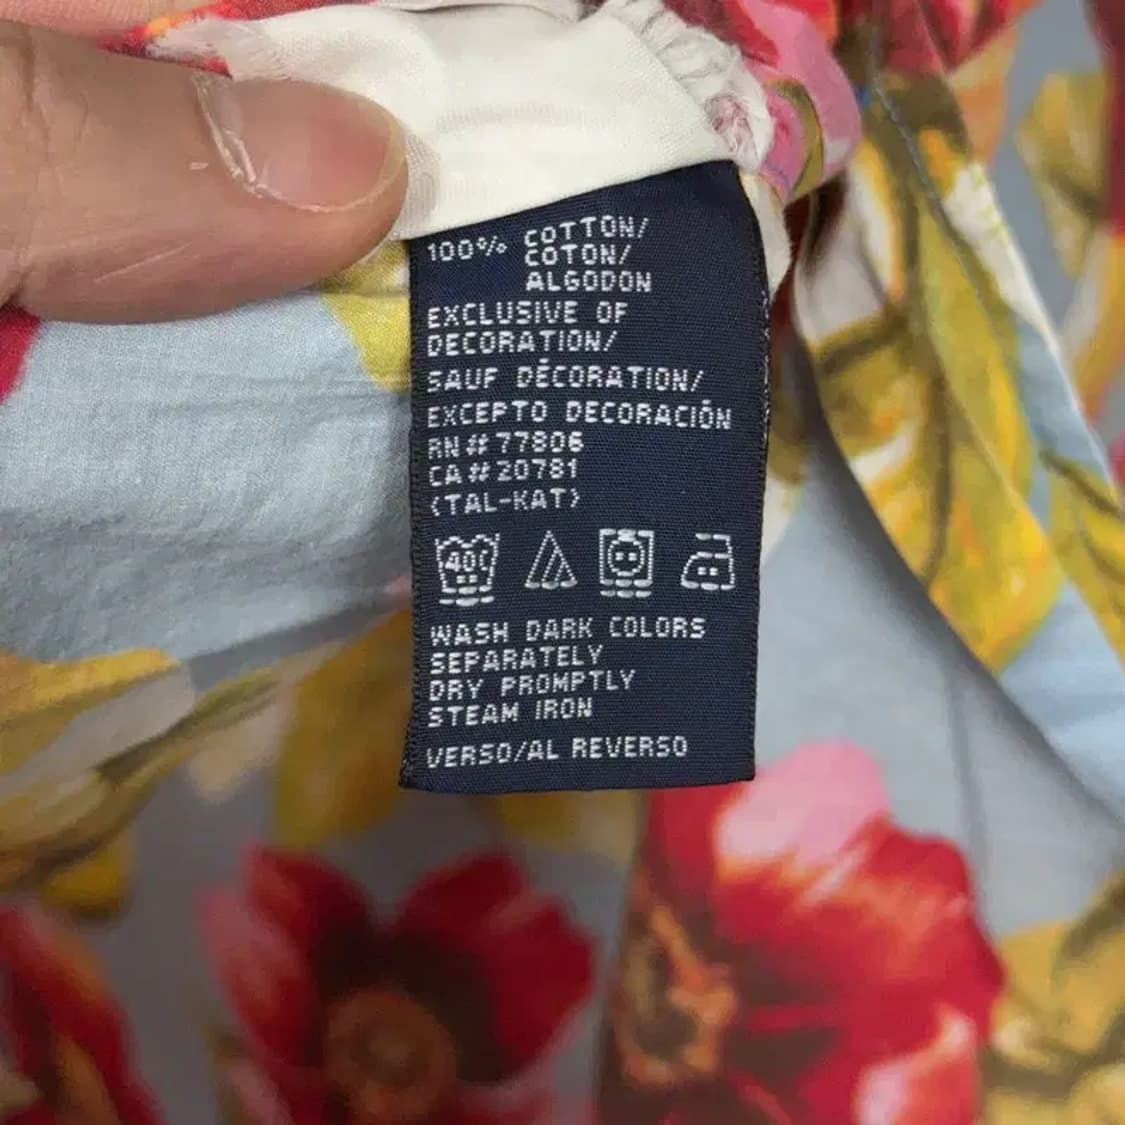 100% COTTON/
COTON/
ALGODON
EXCLUSIVE OF
DECORATION/
SAUF DÉCORATION/
EXCEPTO DECORACIÓN
RN# 77806
CA# 20781
(TAL-KAT)
40C
WASH DARK COLORS
SEPARATELY
DRY PROMPTLY
STEAM IRON
VERSO/AL REVERSO